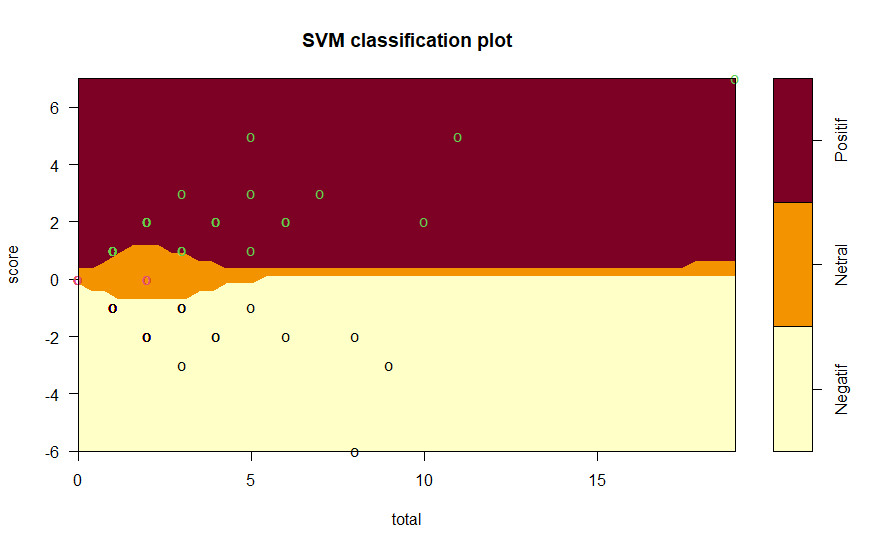 SVM classification plot
score
6
4
2
0
-2
-4
-6
0 5 10 15
total
Positif
Netral
Negatif